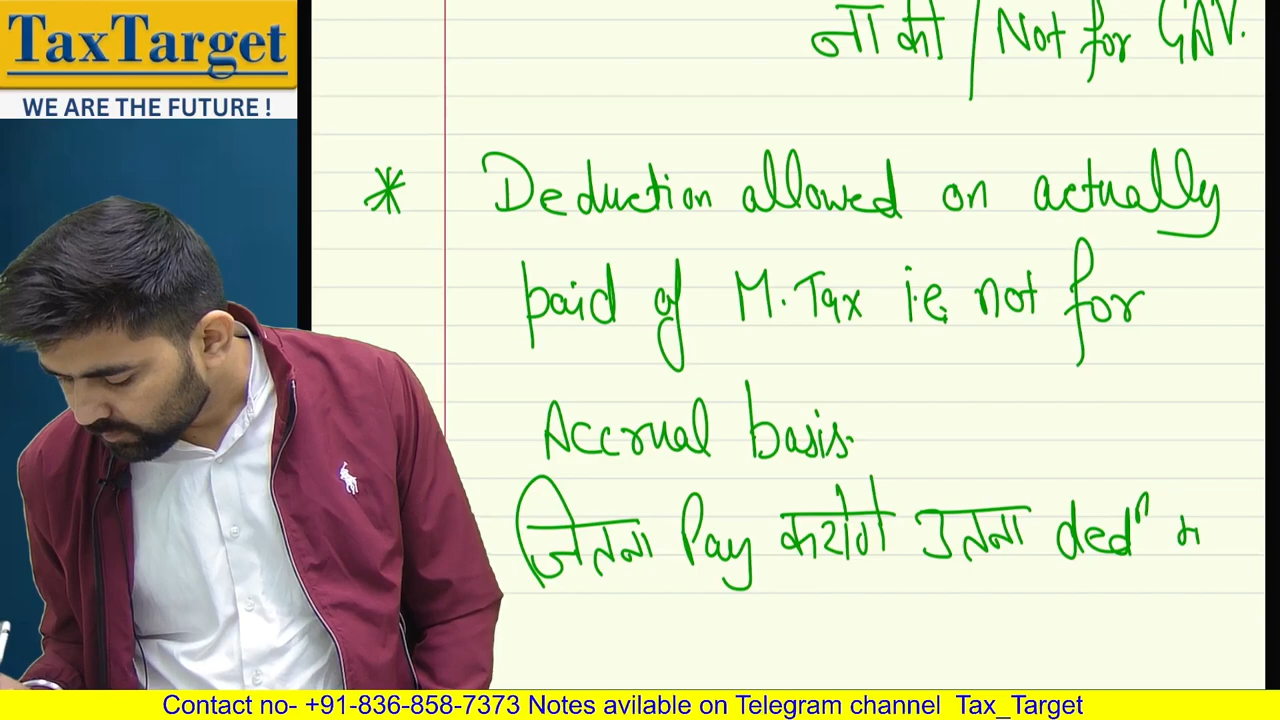 TaxTarget
WE ARE THE FUTURE !
ना की / Not for GAV.
* Deduction allowed on actually
paid of M.Tax i.e. not for
Accrual basis.
जितना Pay करोगे उतना dedⁿ
Contact no- +91-836-858-7373 Notes avilable on Telegram channel Tax_Target